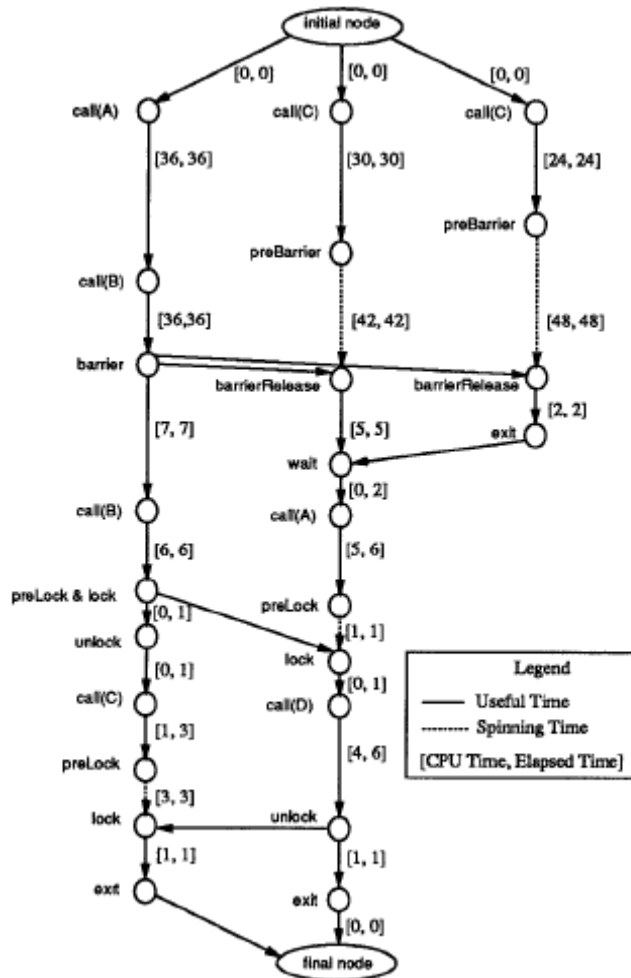 initial node
[0, 0]
[0, 0]
[0, 0]
call(A)
call(C)
call(C)
[36, 36]
[30, 30]
[24, 24]
preBarrier
preBarrier
call(B)
[36,36]
[42, 42]
[48, 48]
barrier
barrierRelease
barrierRelease
[2, 2]
[7, 7]
[5, 5]
exit
wait
[0, 2]
call(B)
call(A)
[6, 6]
[5, 6]
preLock & lock
preLock
[0, 1]
[1, 1]
unlock
lock
[0, 1]
[0, 1]
call(C)
call(D)
[1, 3]
[4, 6]
preLock
[3, 3]
lock
unlock
[1, 1]
[1, 1]
exit
exit
[0, 0]
final node
Legend
Useful Time
Spinning Time
[CPU Time, Elapsed Time]